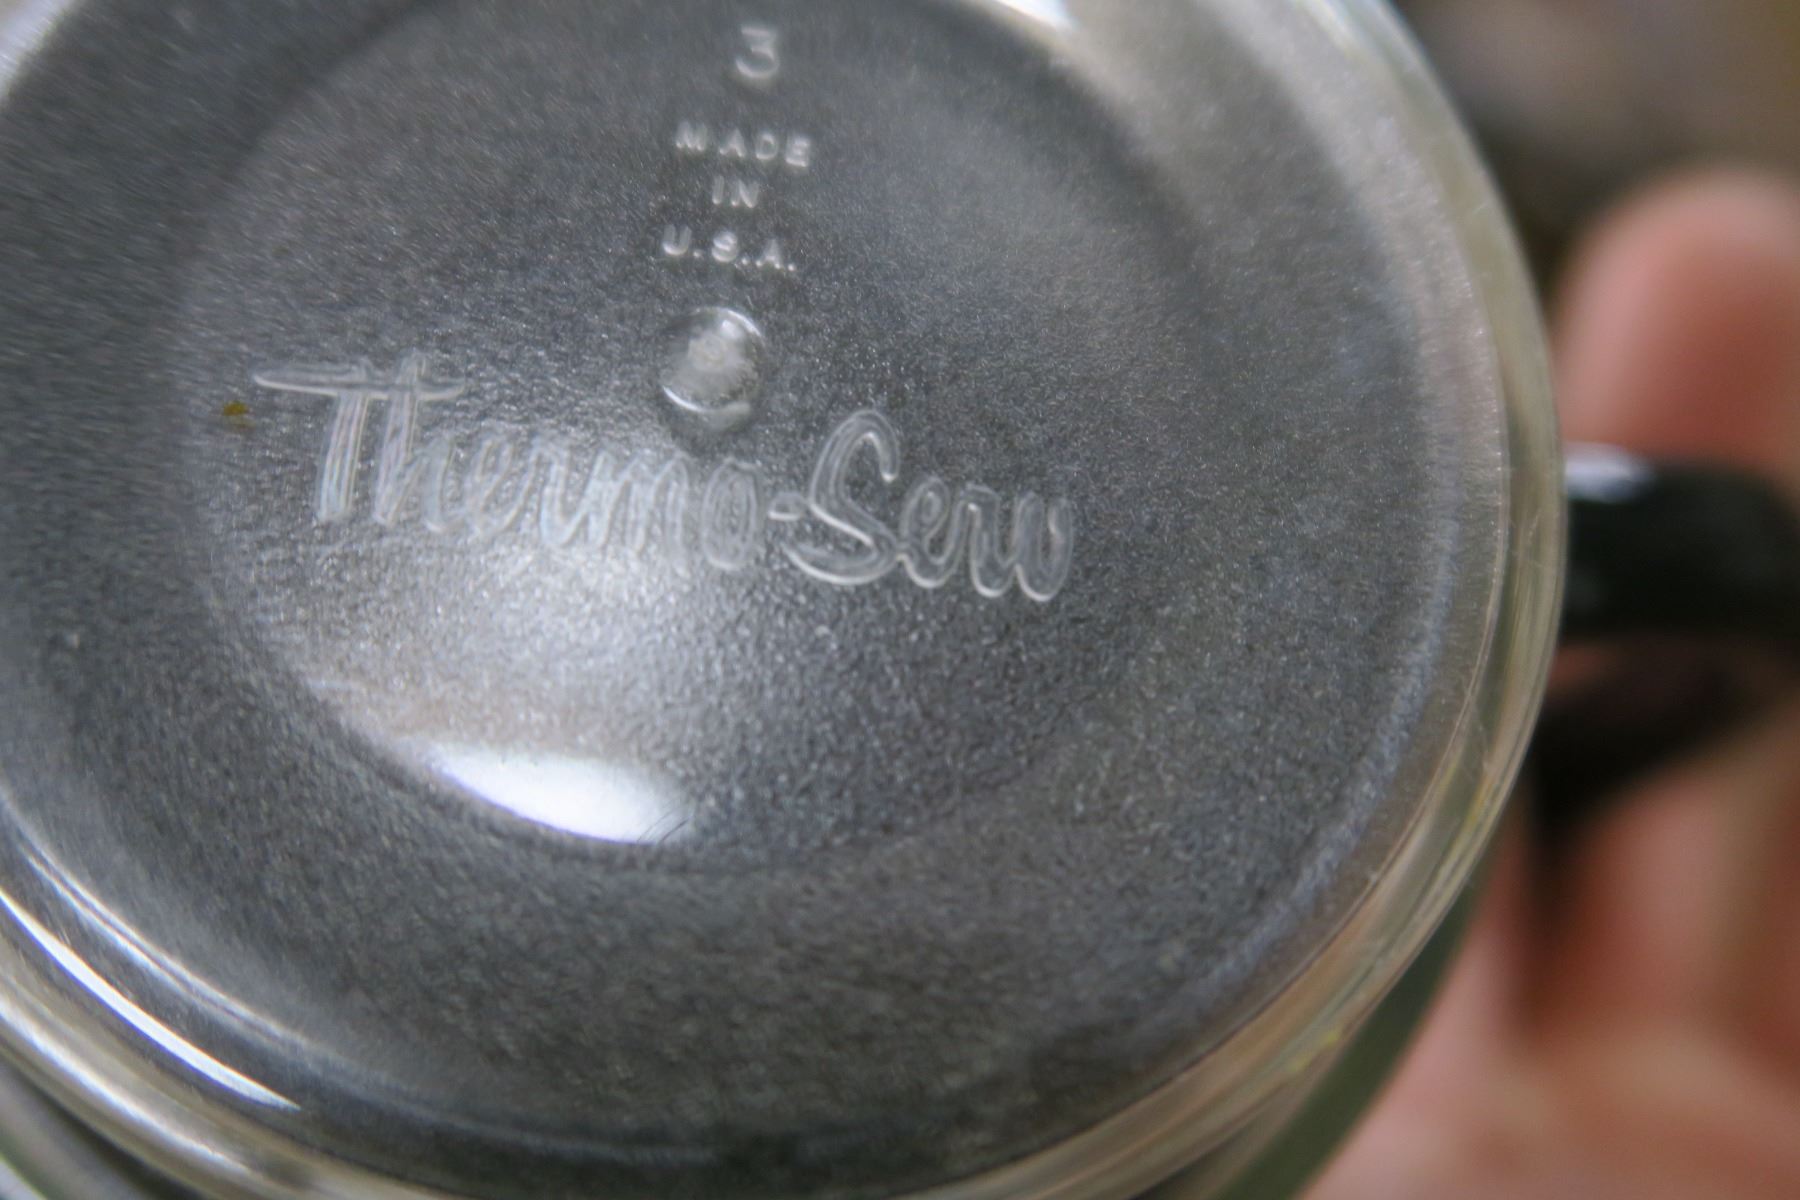 3
MADE
IN
U.S.A.
Thermo-Serv